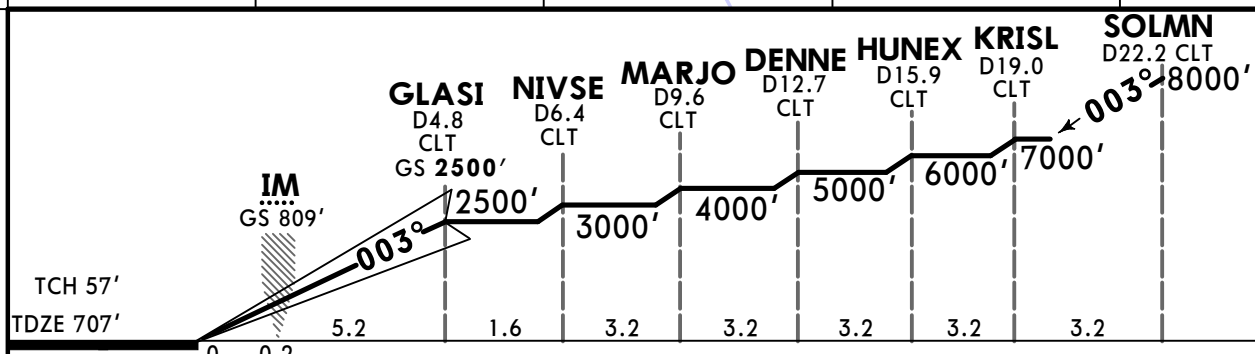 SOLMN
D22.2 CLT
8000'
003°
KRISL
D19.0
CLT
7000'
HUNEX
D15.9
CLT
6000'
DENNE
D12.7
CLT
5000'
MARJO
D9.6
CLT
4000'
NIVSE
D6.4
CLT
3000'
GLASI
D4.8
CLT
GS 2500'
2500'
IM
GS 809'
003°
TCH 57'
TDZE 707'
0 0.2 5.2 1.6 3.2 3.2 3.2 3.2 3.2